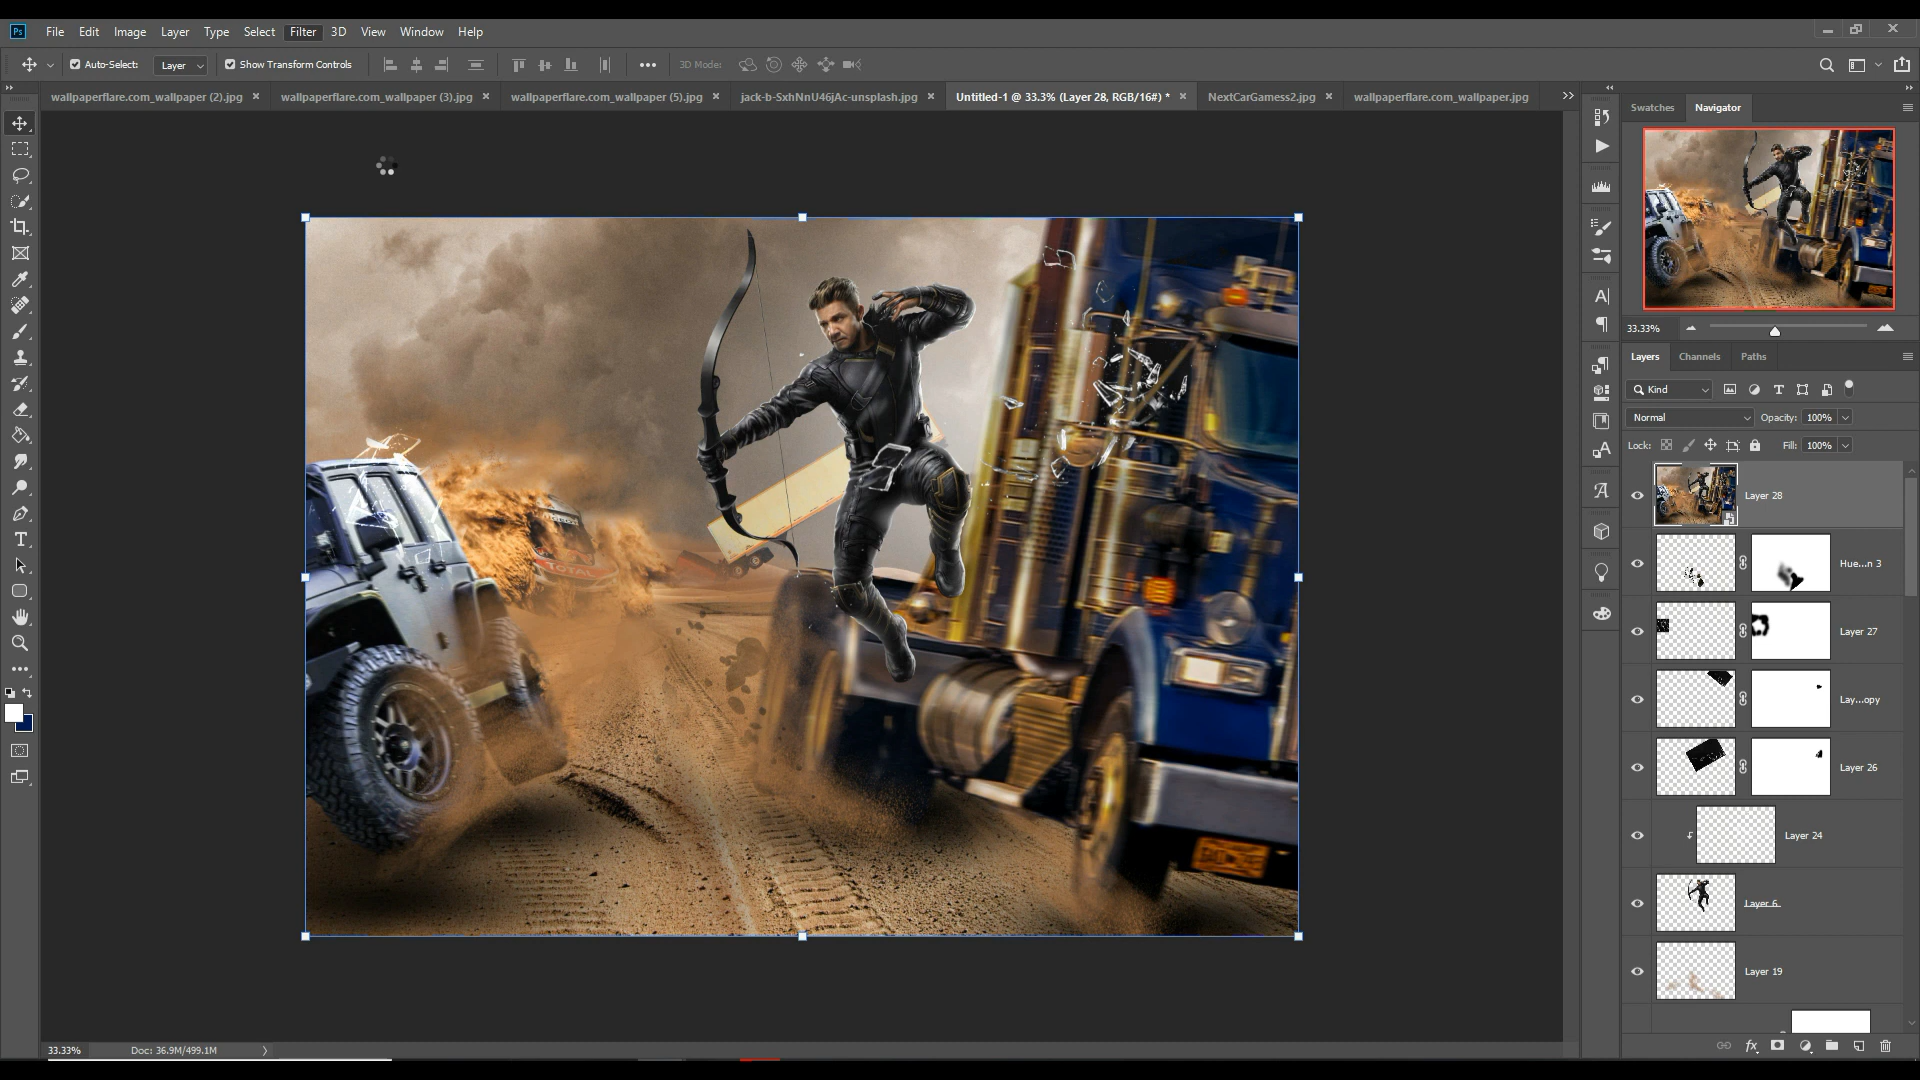 Ps File Edit Image Layer Type Select Filter 3D View Window Help
Auto-Select: Layer Show Transform Controls 3D Mode:
wallpaperflare.com_wallpaper (2).jpg wallpaperflare.com_wallpaper (3).jpg wallpaperflare.com_wallpaper (5).jpg jack-b-SxhNnU46jAc-unsplash.jpg Untitled-1 @ 33.3% (Layer 28, RGB/16#) * NextCarGamess2.jpg wallpaperflare.com_wallpaper.jpg
Swatches Navigator
33.33%
Layers Channels Paths
Kind
Normal Opacity: 100%
Lock: Fill: 100%
Layer 28
Hue...n 3
Layer 27
Lay...opy
Layer 26
Layer 24
Layer 6
Layer 19
TOTAL
33.33% Doc: 36.9M/499.1M